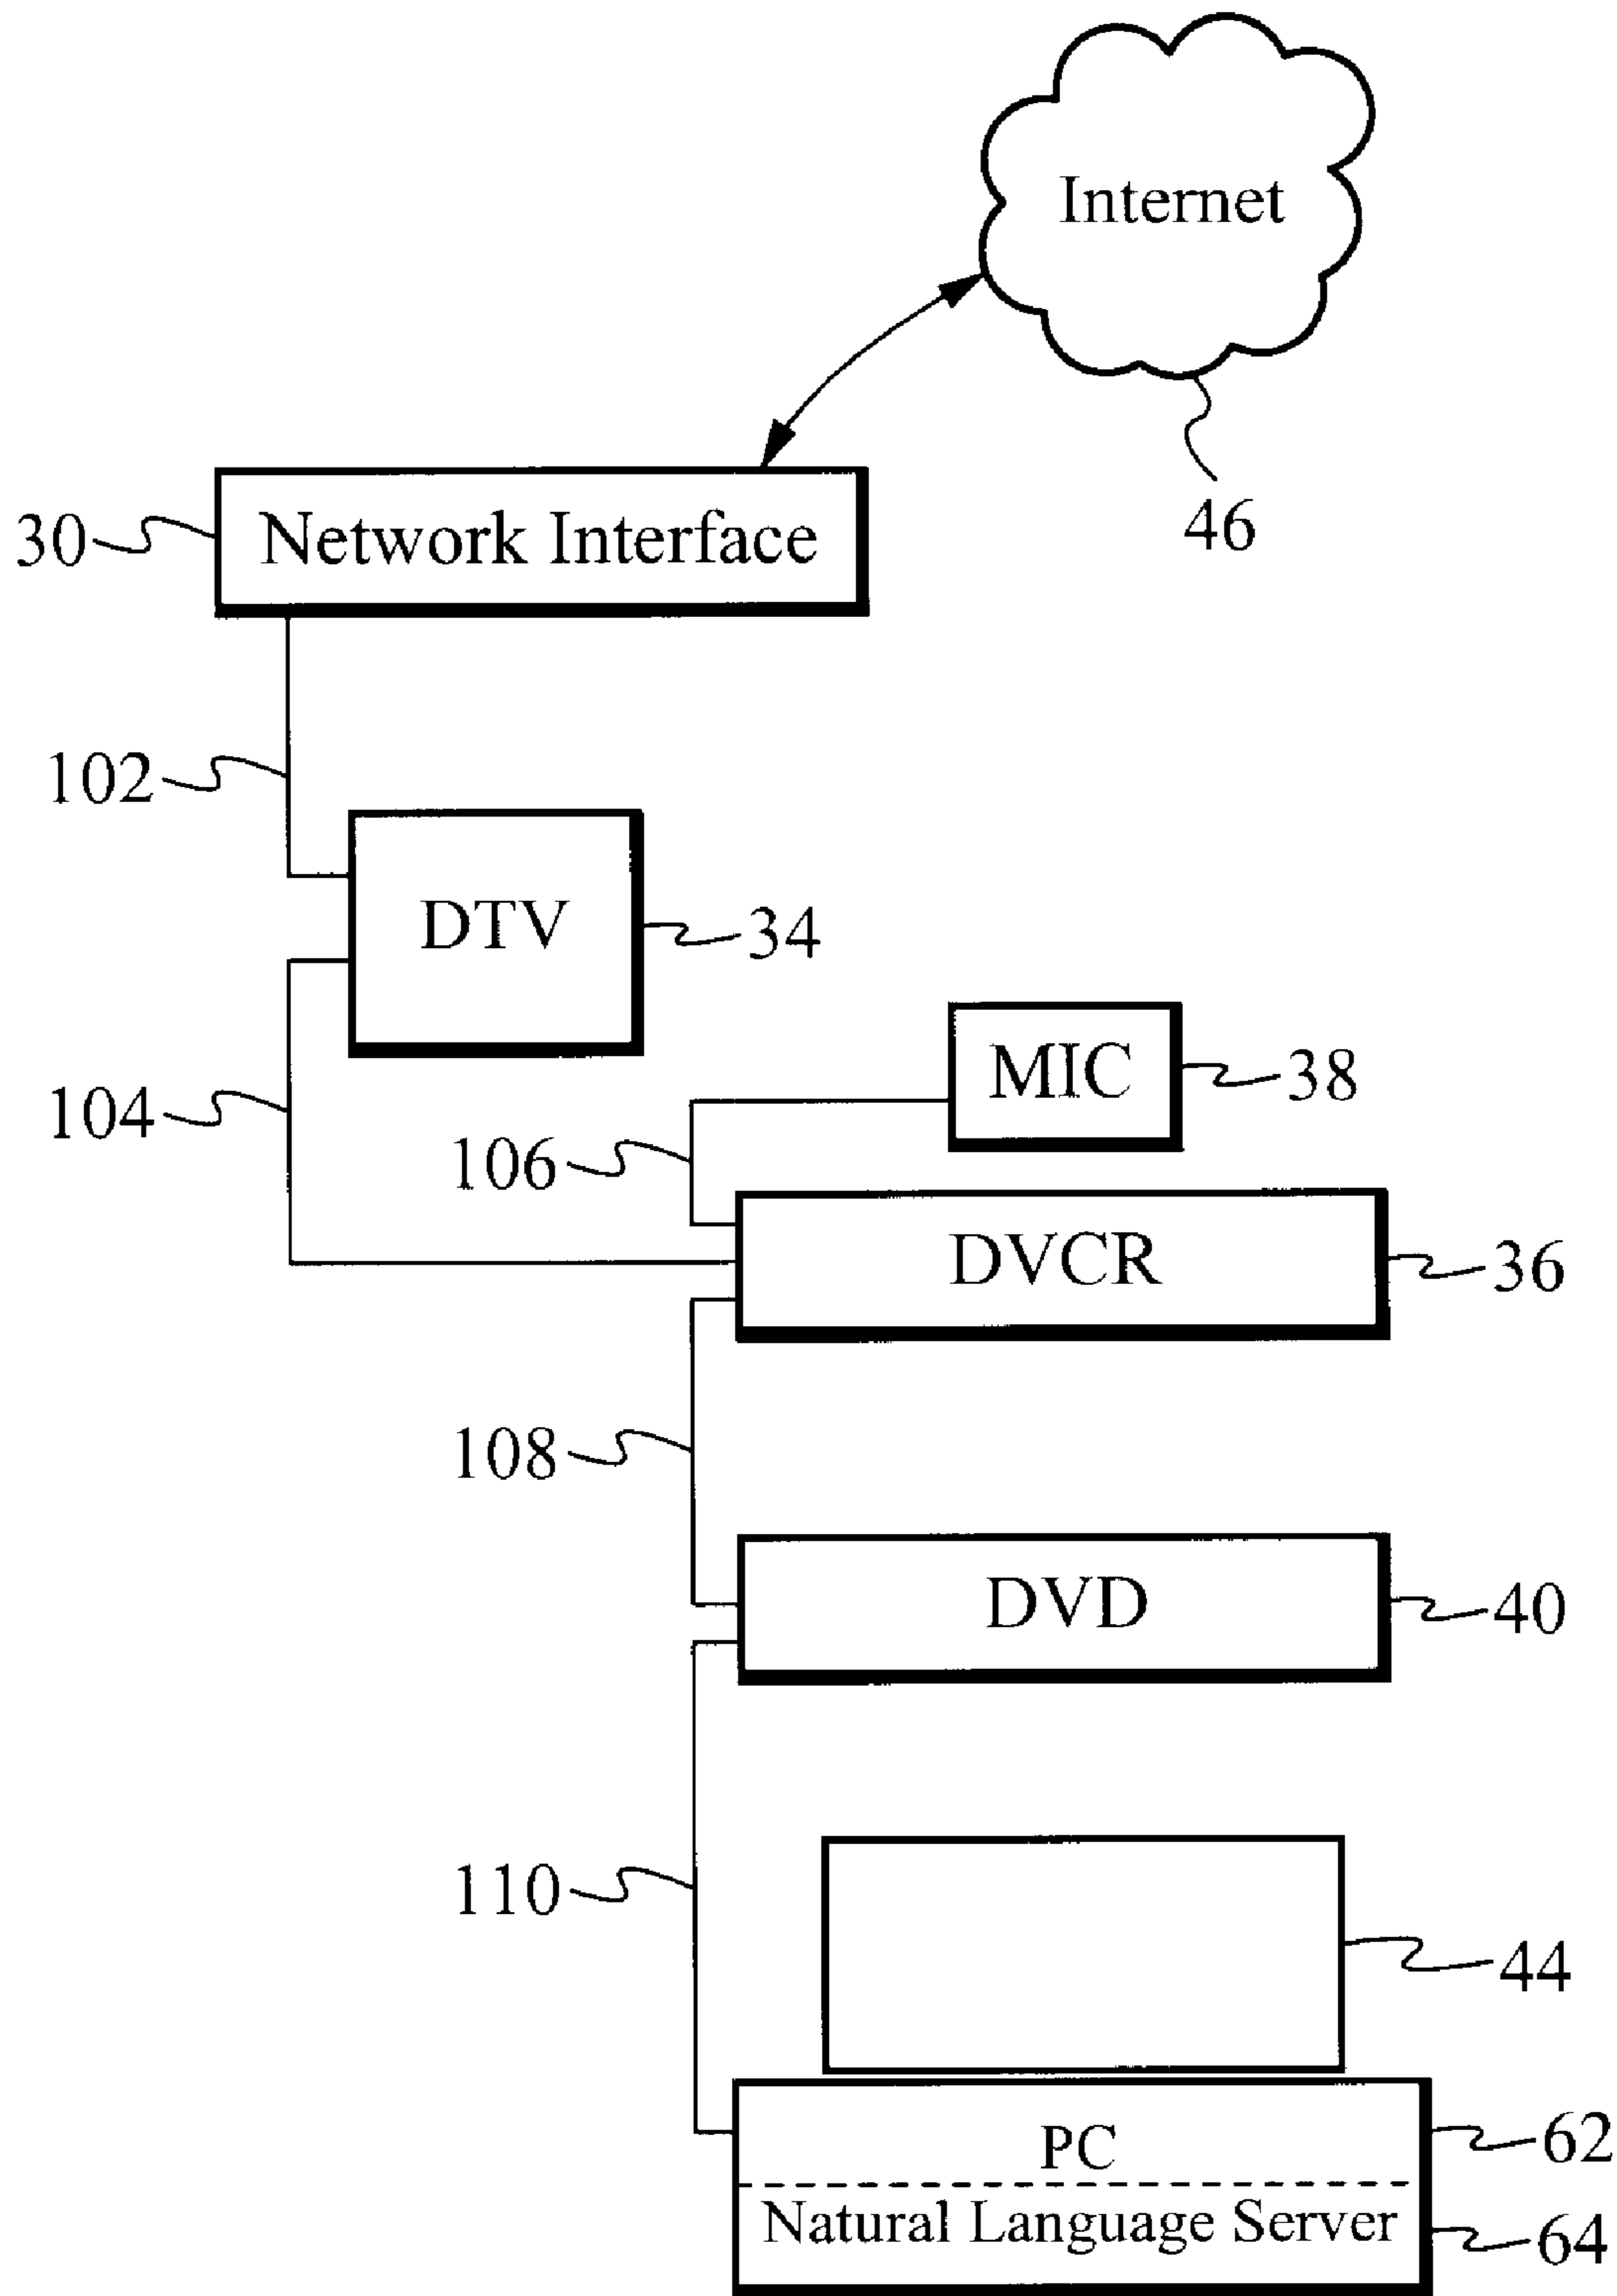 Internet
46
30
Network Interface
102
DTV
34
104
MIC
38
106
DVCR
36
108
DVD
40
110
44
PC
62
Natural Language Server
64